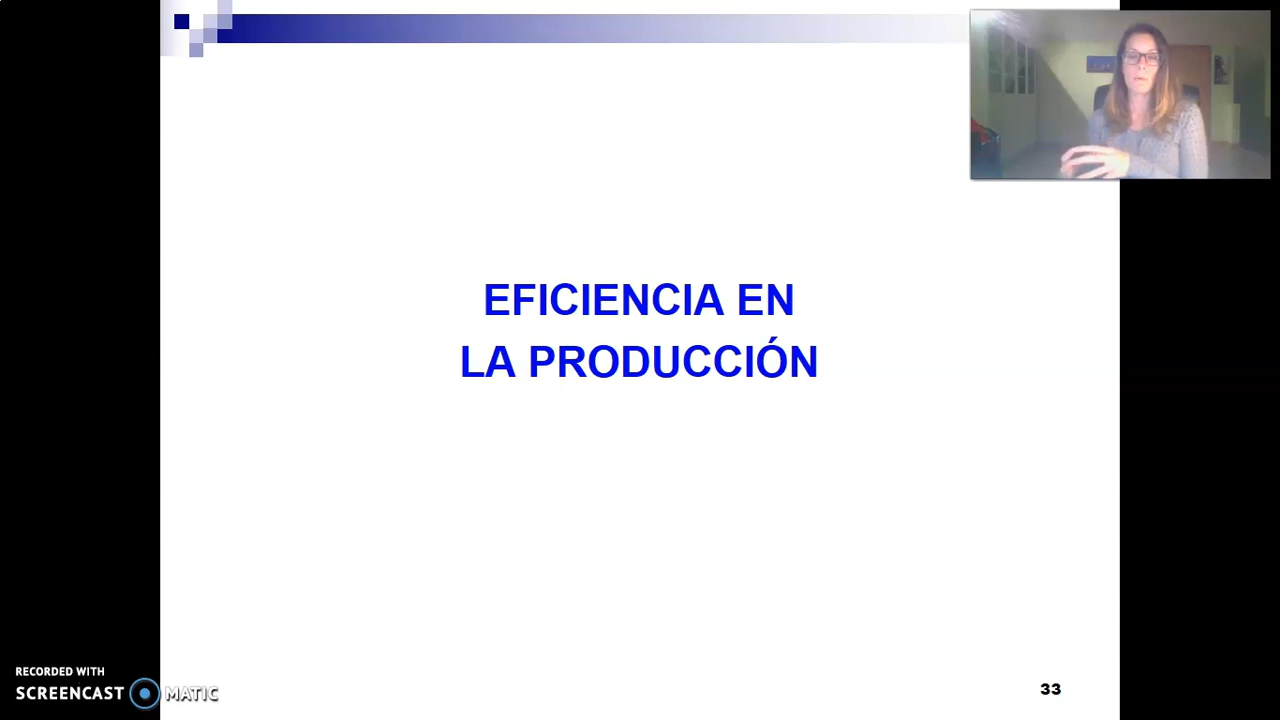 EFICIENCIA EN
LA PRODUCCIÓN
RECORDED WITH
SCREENCAST MATIC
33